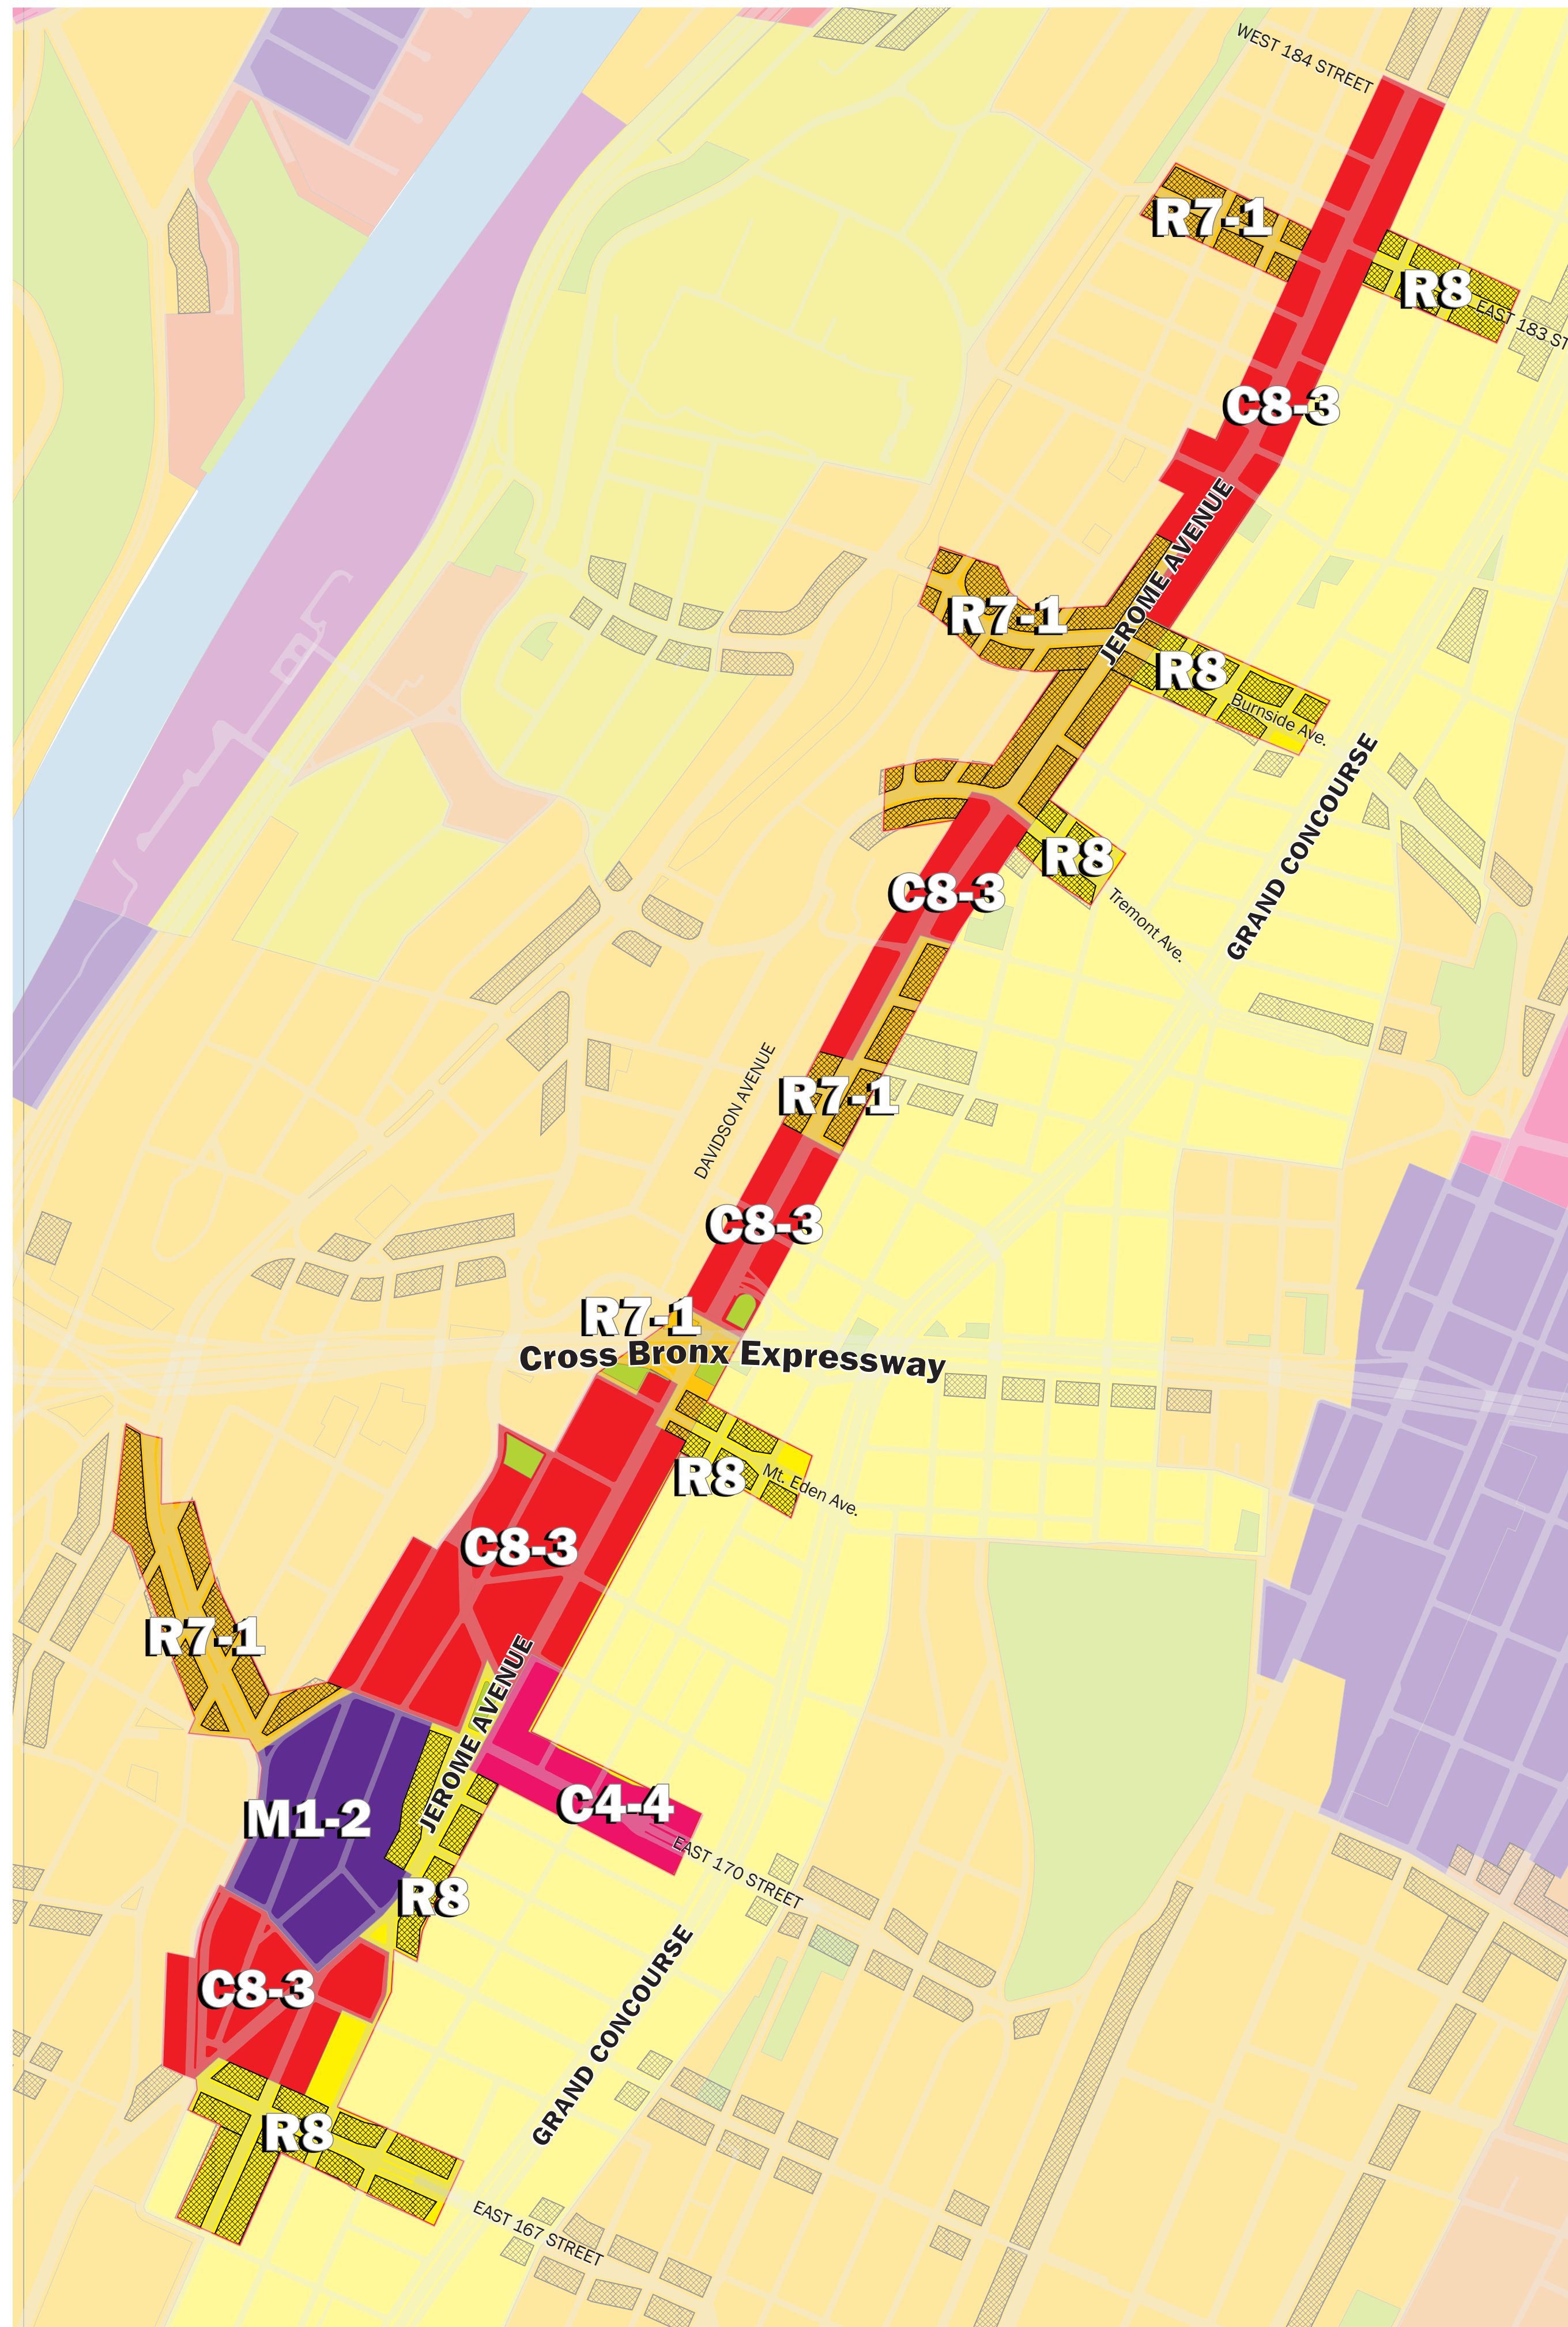 WEST 184 STREET
R7-1
R8
EAST 183 ST
C8-3
JEROME AVENUE
R7-1
R8
Burnside Ave.
GRAND CONCOURSE
R8
C8-3
Tremont Ave.
DAVIDSON AVENUE
R7-1
C8-3
R7-1
Cross Bronx Expressway
R8
Mt. Eden Ave.
C8-3
R7-1
JEROME AVENUE
C4-4
M1-2
EAST 170 STREET
R8
GRAND CONCOURSE
C8-3
R8
EAST 167 STREET